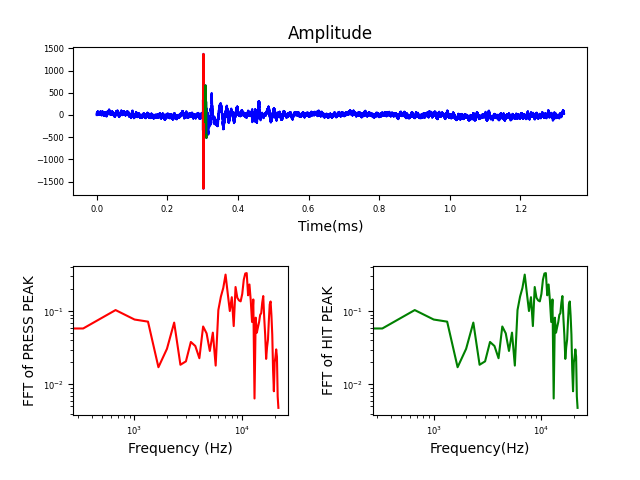 Amplitude
1500
1000
500
0
−500
−1000
−1500
0.0 0.2 0.4 0.6 0.8 1.0 1.2
Time(ms)
FFT of PRESS PEAK
10⁻¹
10⁻²
10³ 10⁴
Frequency (Hz)
FFT of HIT PEAK
10⁻¹
10⁻²
10³ 10⁴
Frequency(Hz)